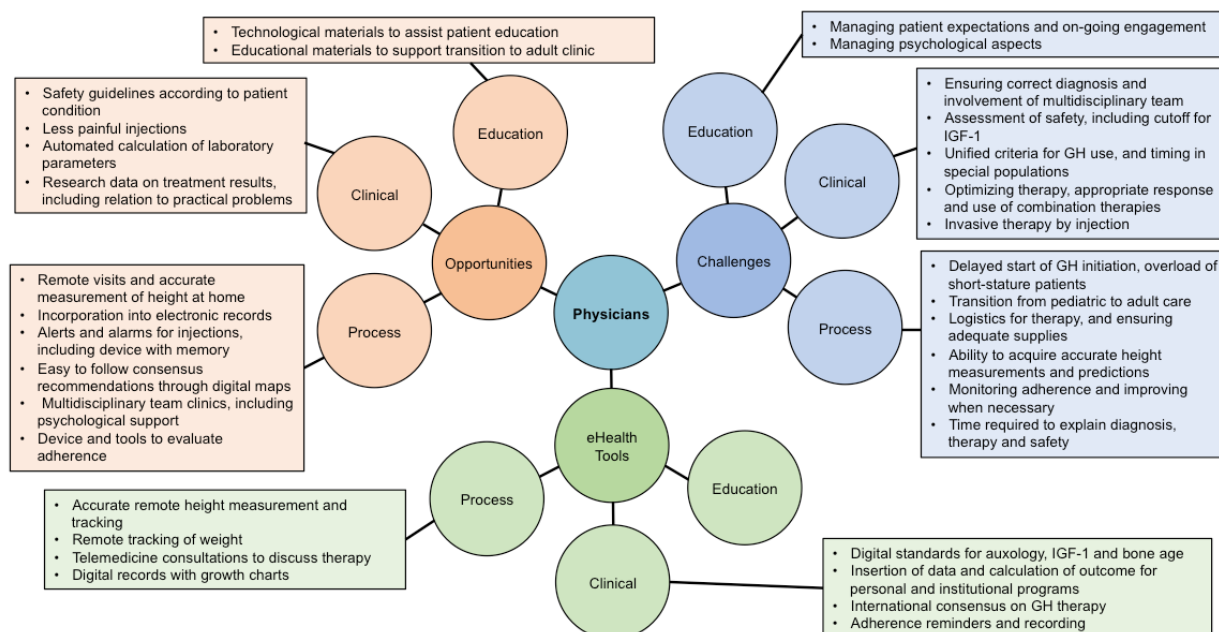 • Technological materials to assist patient education
• Educational materials to support transition to adult clinic
• Managing patient expectations and on-going engagement
• Managing psychological aspects
• Safety guidelines according to patient
condition
• Less painful injections
• Automated calculation of laboratory
parameters
• Research data on treatment results,
including relation to practical problems
Education
Clinical
Opportunities
Process
Education
Clinical
Challenges
Process
• Ensuring correct diagnosis and
involvement of multidisciplinary team
• Assessment of safety, including cutoff for
IGF-1
• Unified criteria for GH use, and timing in
special populations
• Optimizing therapy, appropriate response
and use of combination therapies
• Invasive therapy by injection
Physicians
• Remote visits and accurate
measurement of height at home
• Incorporation into electronic records
• Alerts and alarms for injections,
including device with memory
• Easy to follow consensus
recommendations through digital maps
• Multidisciplinary team clinics, including
psychological support
• Device and tools to evaluate
adherence
• Delayed start of GH initiation, overload of
short-stature patients
• Transition from pediatric to adult care
• Logistics for therapy, and ensuring
adequate supplies
• Ability to acquire accurate height
measurements and predictions
• Monitoring adherence and improving
when necessary
• Time required to explain diagnosis,
therapy and safety
eHealth
Tools
Process
Education
Clinical
• Accurate remote height measurement and
tracking
• Remote tracking of weight
• Telemedicine consultations to discuss therapy
• Digital records with growth charts
• Digital standards for auxology, IGF-1 and bone age
• Insertion of data and calculation of outcome for
personal and institutional programs
• International consensus on GH therapy
• Adherence reminders and recording